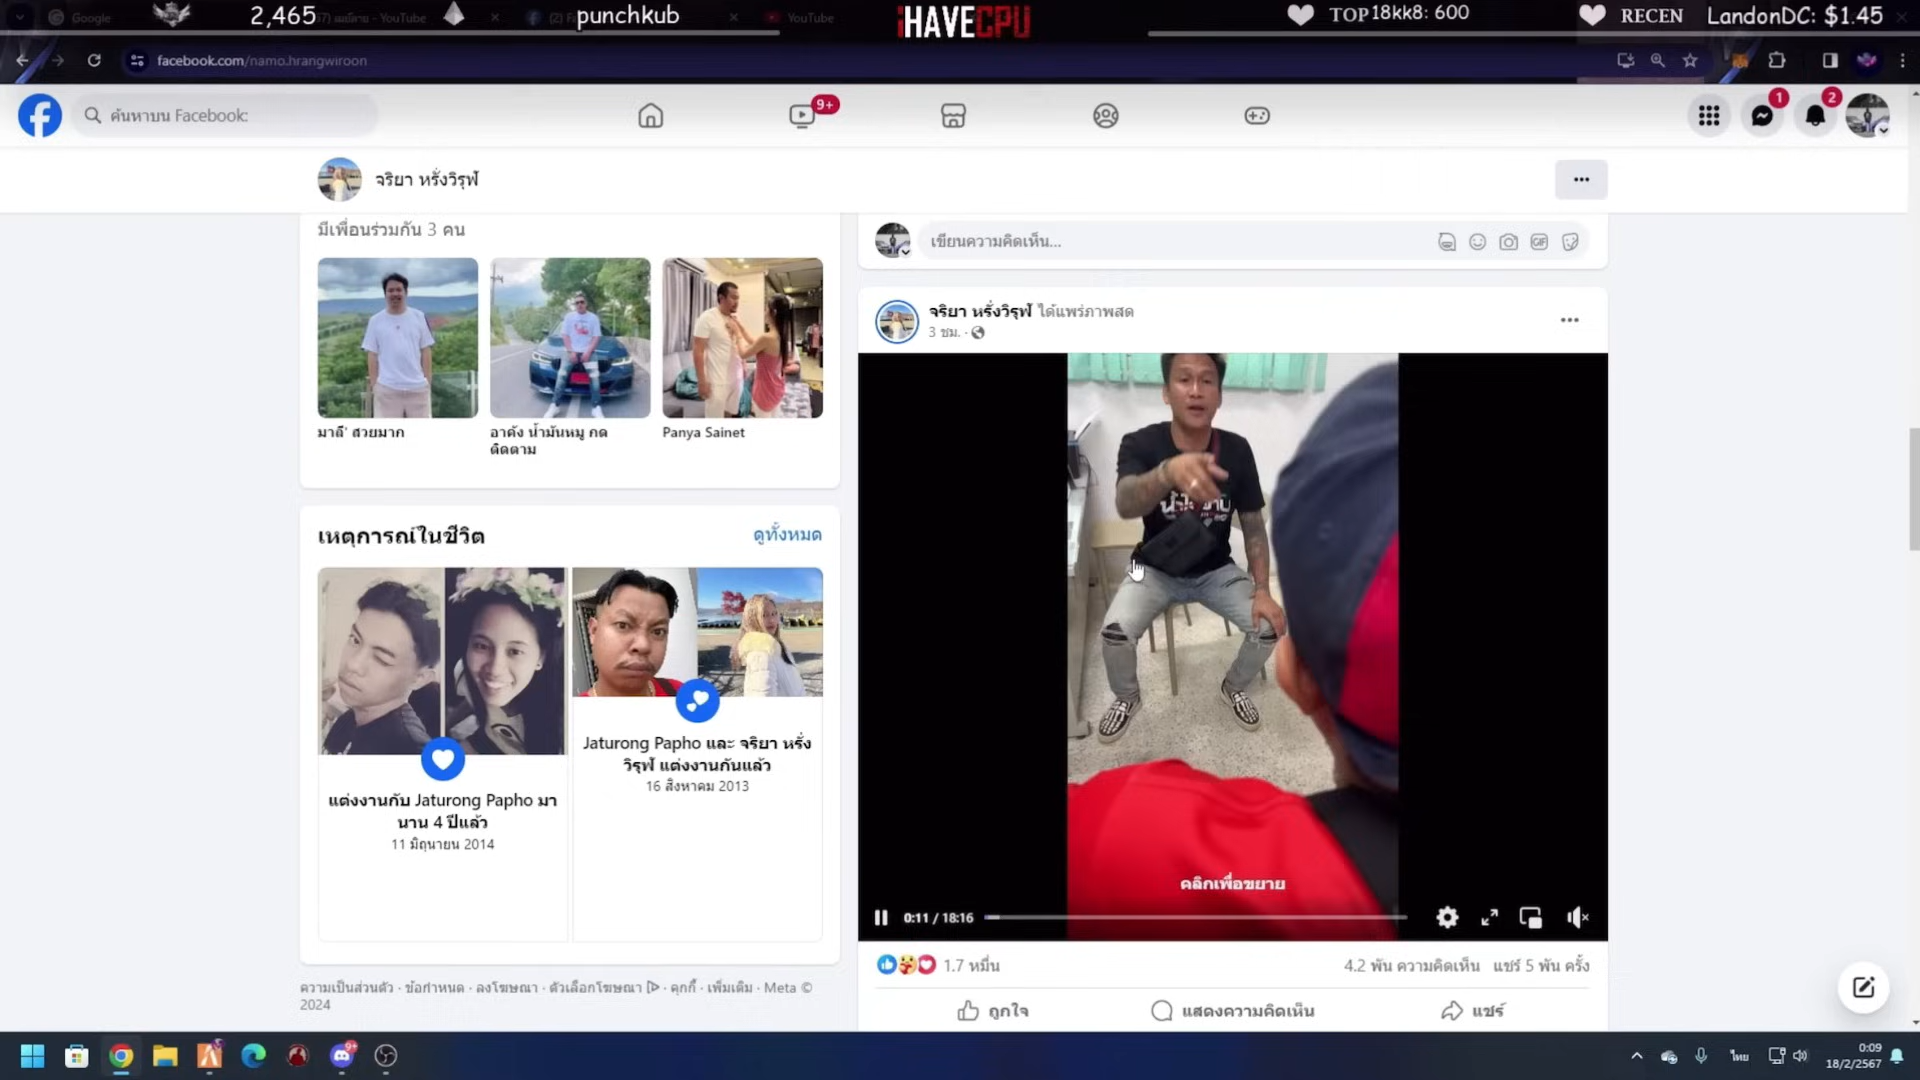 2,465
punchkub
iHAVECPU
TOP 18kk8: 600
RECEN LandonDC: $1.45
Google
YouTube
facebook.com/namo.hrangwiroon
ค้นหาบน Facebook:
9+
1
2
จริยา หรั่งวิรุฬ์
มีเพื่อนร่วมกัน 3 คน
มาลี' สวยมาก
อาคัง น้ำมันหมู กด
ติดตาม
Panya Sainet
เหตุการณ์ในชีวิต
ดูทั้งหมด
แต่งงานกับ Jaturong Papho มา
นาน 4 ปีแล้ว
11 มิถุนายน 2014
Jaturong Papho และ จริยา หรั่ง
วิรุฬ์ แต่งงานกันแล้ว
16 สิงหาคม 2013
ความเป็นส่วนตัว · ข้อกำหนด · ลงโฆษณา · ตัวเลือกโฆษณา · คุกกี้ · เพิ่มเติม · Meta ©
2024
เขียนความคิดเห็น...
จริยา หรั่งวิรุฬ์ ได้แพร่ภาพสด
3 ชม. ·
คลิกเพื่อขยาย
0:11 / 18:16
1.7 หมื่น
4.2 พัน ความคิดเห็น แชร์ 5 พัน ครั้ง
ถูกใจ
แสดงความคิดเห็น
แชร์
9+
ไทย
0:09
18/2/2567